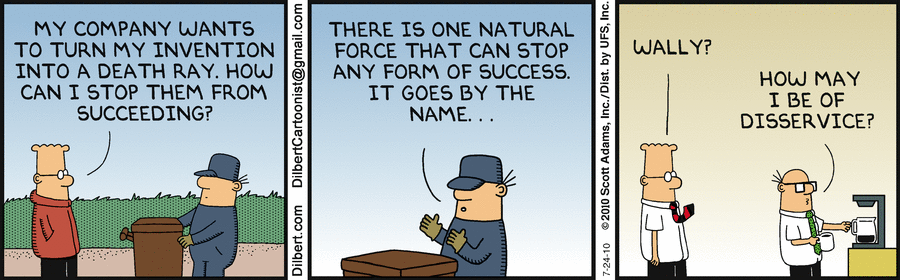 MY COMPANY WANTS
TO TURN MY INVENTION
INTO A DEATH RAY. HOW
CAN I STOP THEM FROM
SUCCEEDING?
Dilbert.com DilbertCartoonist@gmail.com
THERE IS ONE NATURAL
FORCE THAT CAN STOP
ANY FORM OF SUCCESS.
IT GOES BY THE
NAME. . .
7-24-10 © 2010 Scott Adams, Inc./Dist. by UFS, Inc.
WALLY?
HOW MAY
I BE OF
DISSERVICE?